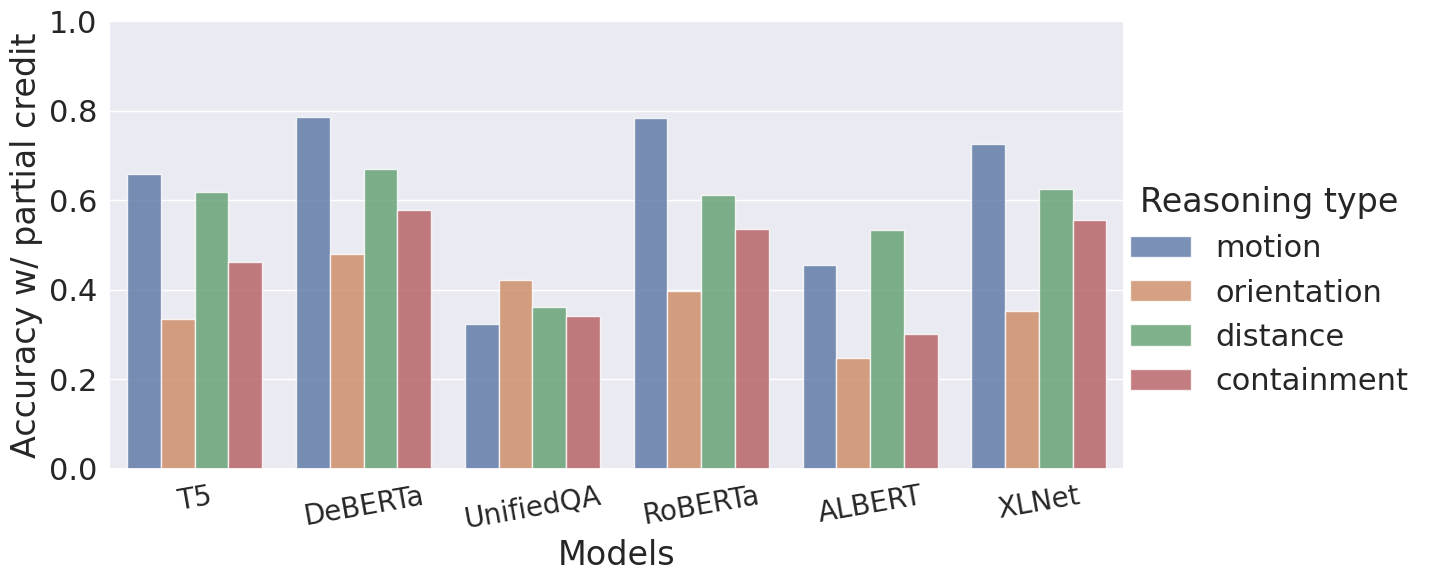 Accuracy w/ partial credit
1.0
0.8
0.6
0.4
0.2
0.0
T5
DeBERTa
UnifiedQA
RoBERTa
ALBERT
XLNet
Models
Reasoning type
motion
orientation
distance
containment